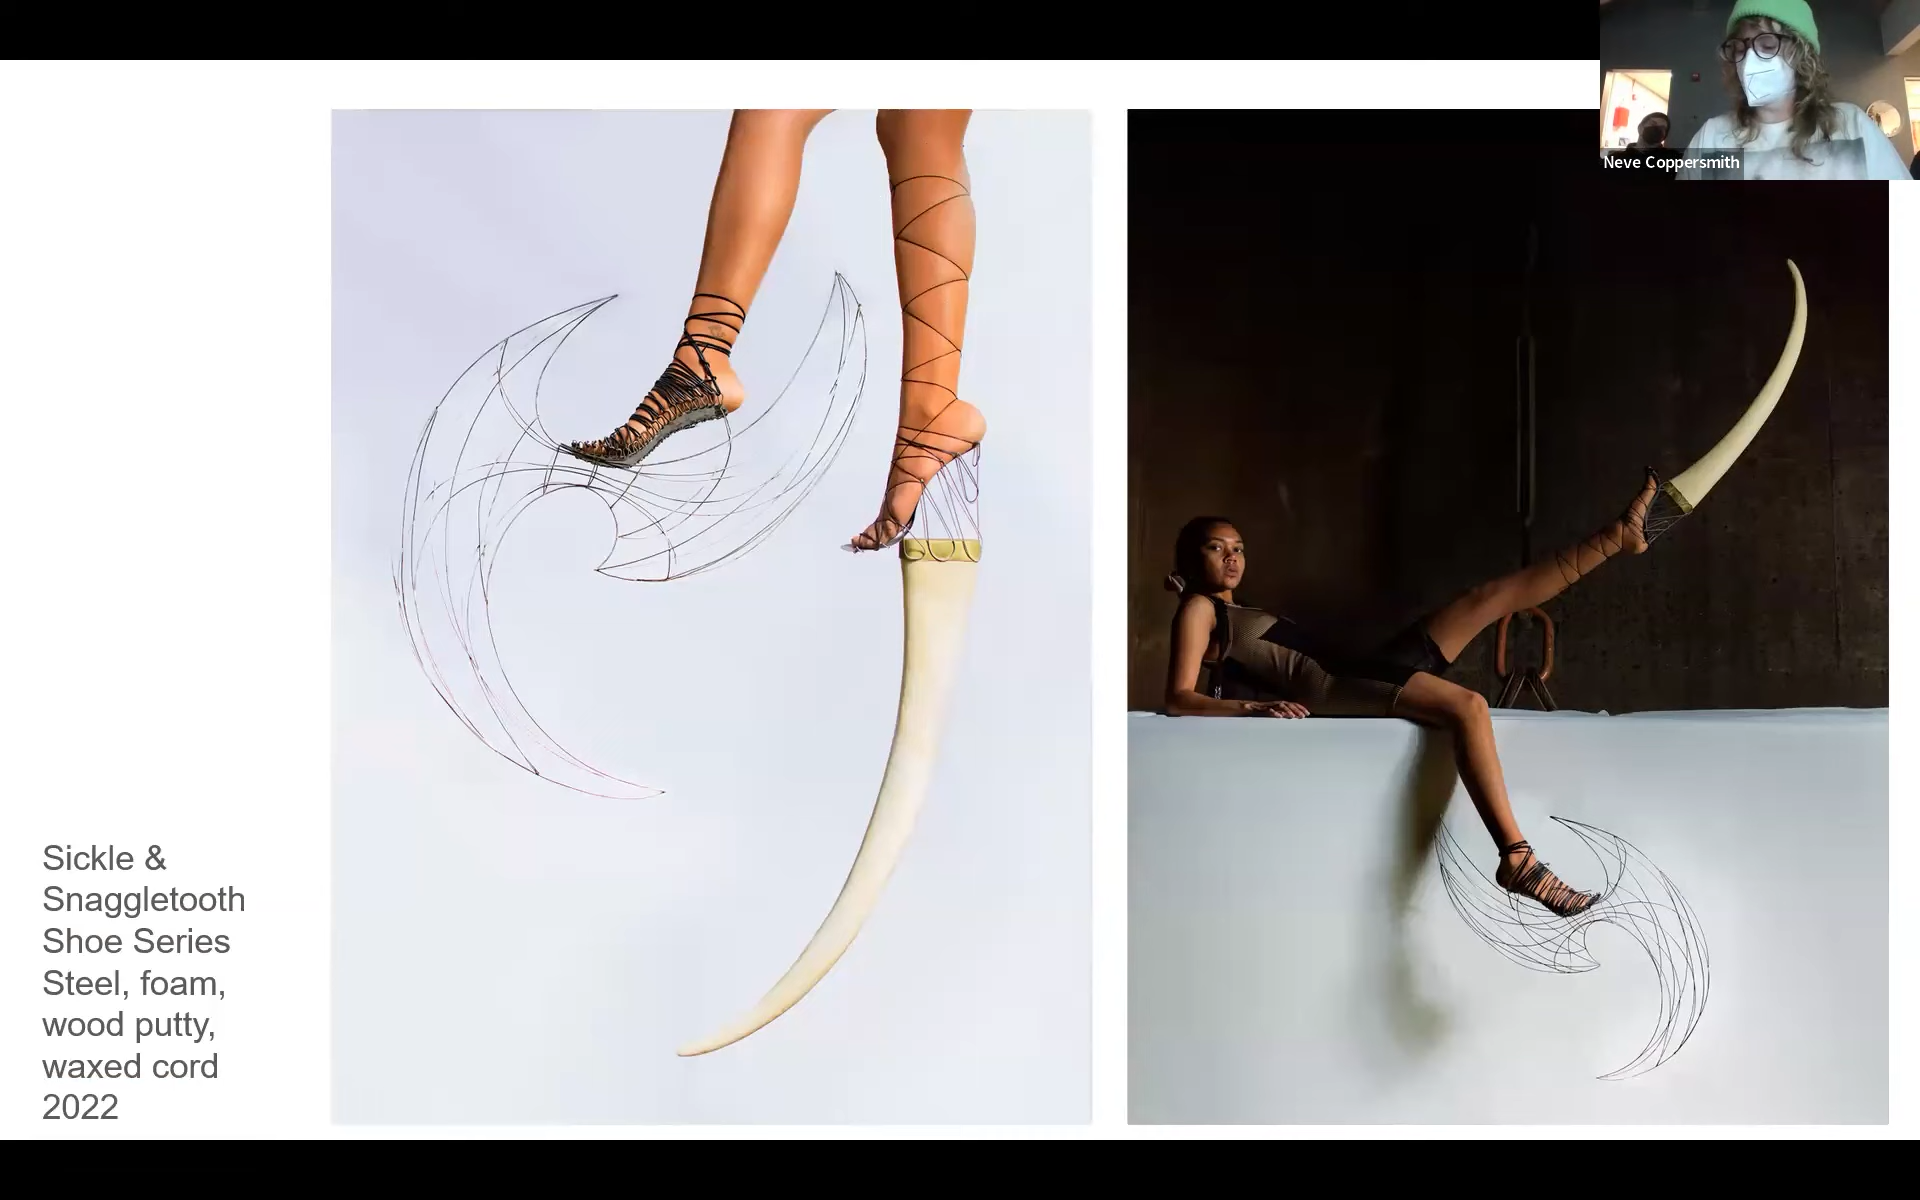 Neve Coppersmith
Sickle &
Snaggletooth
Shoe Series
Steel, foam,
wood putty,
waxed cord
2022